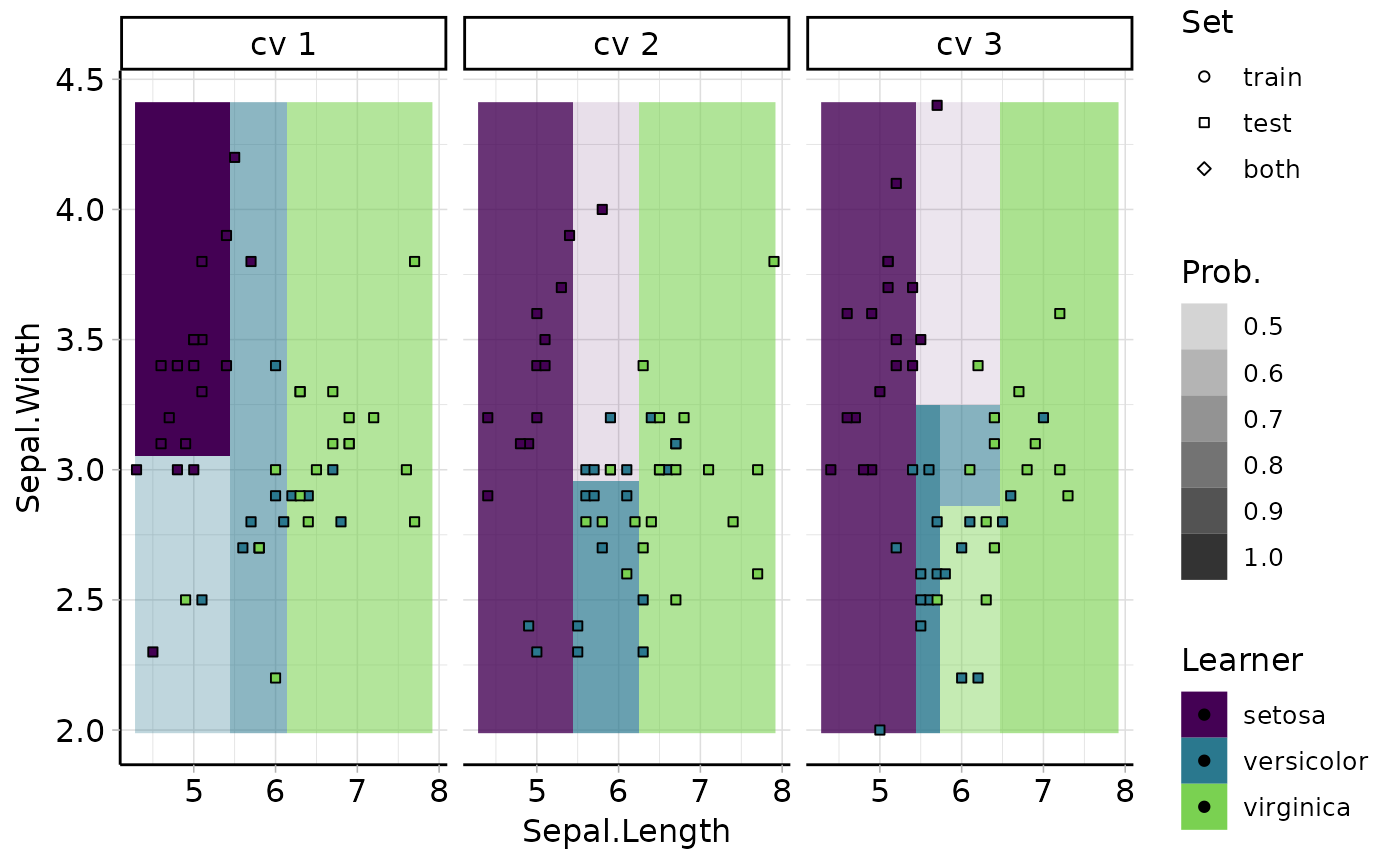 cv 1
cv 2
cv 3
4.5
4.0
3.5
3.0
2.5
2.0
Sepal.Width
5 6 7 8
5 6 7 8
5 6 7 8
Sepal.Length
Set
train
test
both
Prob.
0.5
0.6
0.7
0.8
0.9
1.0
Learner
setosa
versicolor
virginica